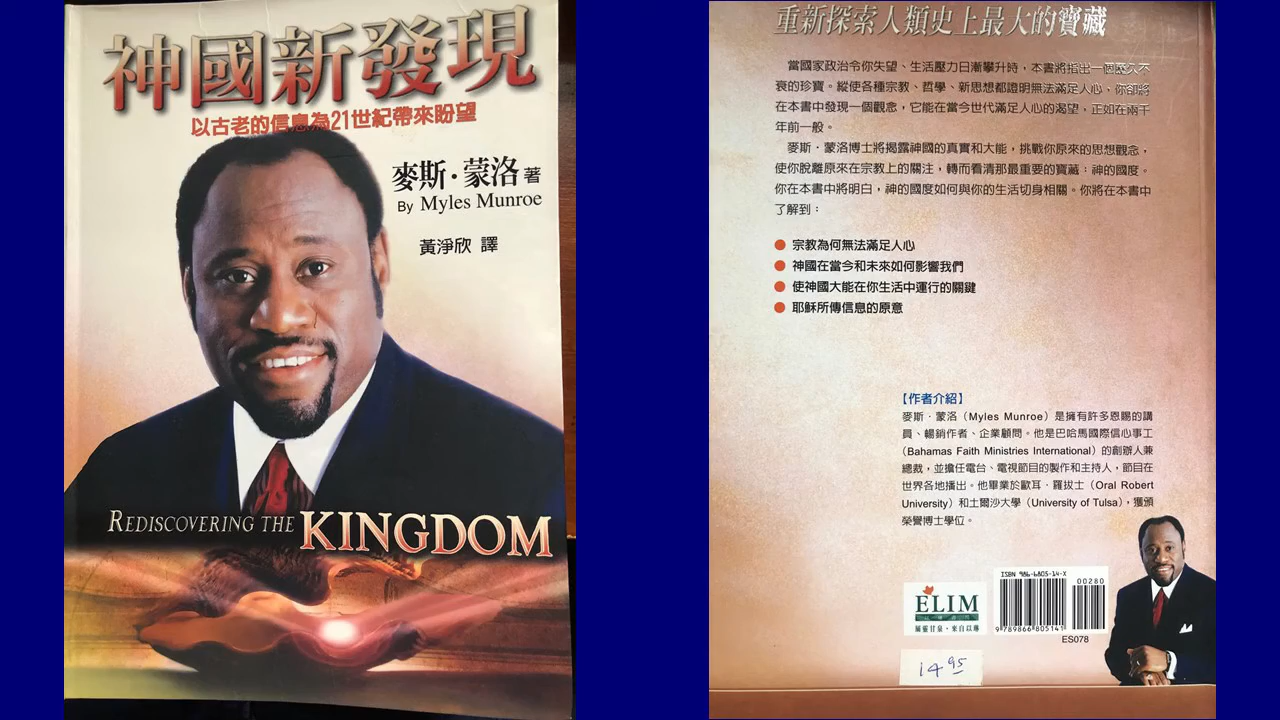 神國新發現
以古老的信息為21世紀帶來盼望
麥斯·蒙洛 著
By Myles Munroe
黃淨欣 譯
REDISCOVERING THE KINGDOM
重新探索人類史上最大的寶藏
當國家政治令你失望、生活壓力日漸攀升時，本書將指出一個歷久不
衰的珍寶。縱使各種宗教、哲學、新思想都證明無法滿足人心，你卻將
在本書中發現一個觀念，它能在當今世代滿足人心的渴望，正如在兩千
年前一般。
麥斯·蒙洛博士將揭露神國的真實和大能，挑戰你原來的思想觀念，
使你脫離原來在宗教上的關注，轉而看清那最重要的寶藏：神的國度。
你在本書中將明白，神的國度如何與你的生活切身相關。你將在本書中
了解到：
宗教為何無法滿足人心
神國在當今和未來如何影響我們
使神國大能在你生活中運行的關鍵
耶穌所傳信息的原意
【作者介紹】
麥斯·蒙洛（Myles Munroe）是擁有許多恩賜的講
員、暢銷作者、企業顧問。他是巴哈馬國際信心事工
（Bahamas Faith Ministries International）的創辦人兼
總裁，並擔任電台、電視節目的製作和主持人，節目在
世界各地播出。他畢業於歐耳·羅拔士（Oral Robert
University）和土爾沙大學（University of Tulsa），獲頒
榮譽博士學位。
ISBN 986-6805-14-X
00280
ELIM
9789866805141
ES078
14 95